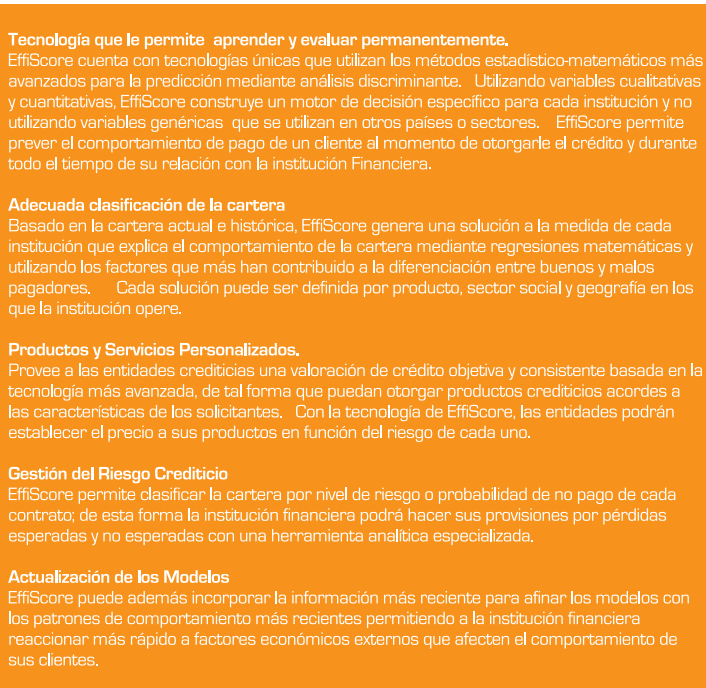 Tecnología que le permite aprender y evaluar permanentemente.
EffiScore cuenta con tecnologías únicas que utilizan los métodos estadístico-matemáticos más
avanzados para la predicción mediante análisis discriminante. Utilizando variables cualitativas
y cuantitativas, EffiScore construye un motor de decisión específico para cada institución y no
utilizando variables genéricas que se utilizan en otros países o sectores. EffiScore permite
prever el comportamiento de pago de un cliente al momento de otorgarle el crédito y durante
todo el tiempo de su relación con la institución Financiera.
Adecuada clasificación de la cartera
Basado en la cartera actual e histórica, EffiScore genera una solución a la medida de cada
institución que explica el comportamiento de la cartera mediante regresiones matemáticas y
utilizando los factores que más han contribuido a la diferenciación entre buenos y malos
pagadores. Cada solución puede ser definida por producto, sector social y geografía en los
que la institución opere.
Productos y Servicios Personalizados.
Provee a las entidades crediticias una valoración de crédito objetiva y consistente basada en la
tecnología más avanzada, de tal forma que puedan otorgar productos crediticios acordes a
las características de los solicitantes. Con la tecnología de EffiScore, las entidades podrán
establecer el precio a sus productos en función del riesgo de cada uno.
Gestión del Riesgo Crediticio
EffiScore permite clasificar la cartera por nivel de riesgo o probabilidad de no pago de cada
contrato; de esta forma la institución financiera podrá hacer sus provisiones por pérdidas
esperadas y no esperadas con una herramienta analítica especializada.
Actualización de los Modelos
EffiScore puede además incorporar la información más reciente para afinar los modelos con
los patrones de comportamiento más recientes permitiendo a la institución financiera
reaccionar más rápido a factores económicos externos que afecten el comportamiento de
sus clientes.